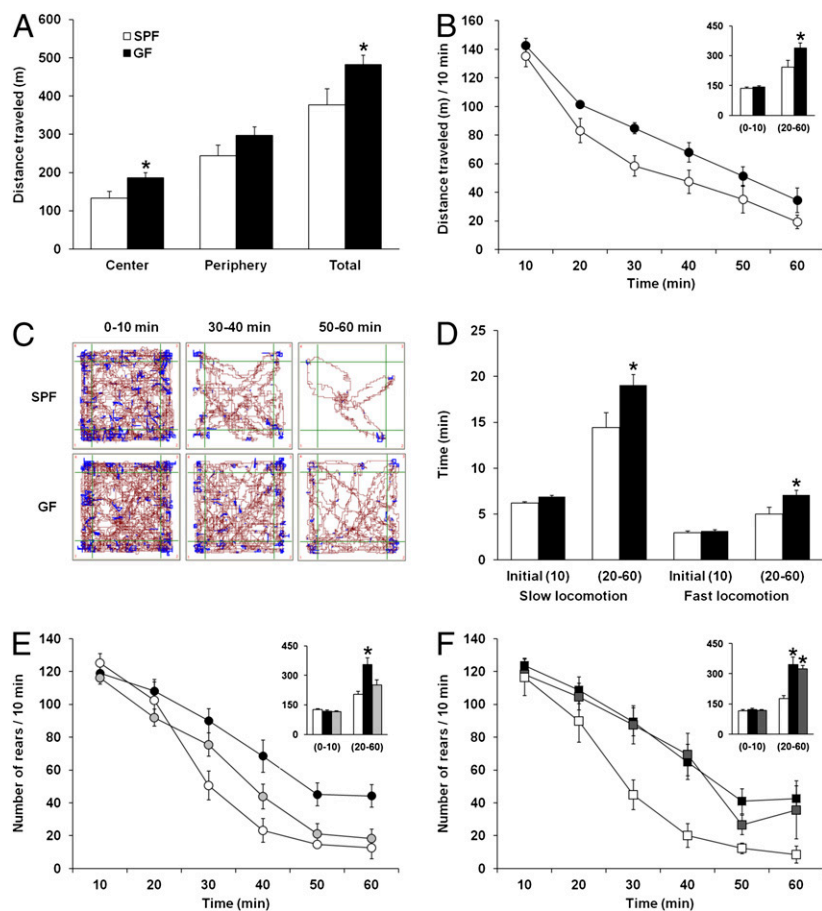 A
600
500
400
300
200
100
0
Distance traveled (m)
SPF
GF
*
*
Center Periphery Total
B
160
140
120
100
80
60
40
20
0
Distance traveled (m) / 10 min
10 20 30 40 50 60
Time (min)
450
300
150
0
*
(0-10) (20-60)
C
0-10 min 30-40 min 50-60 min
SPF
GF
D
25
20
15
10
5
0
Time (min)
*
*
Initial (10) (20-60) Initial (10) (20-60)
Slow locomotion Fast locomotion
E
140
120
100
80
60
40
20
0
Number of rears / 10 min
10 20 30 40 50 60
Time (min)
450
300
150
0
*
(0-10) (20-60)
F
140
120
100
80
60
40
20
0
Number of rears / 10 min
10 20 30 40 50 60
Time (min)
450
300
150
0
* *
(0-10) (20-60)